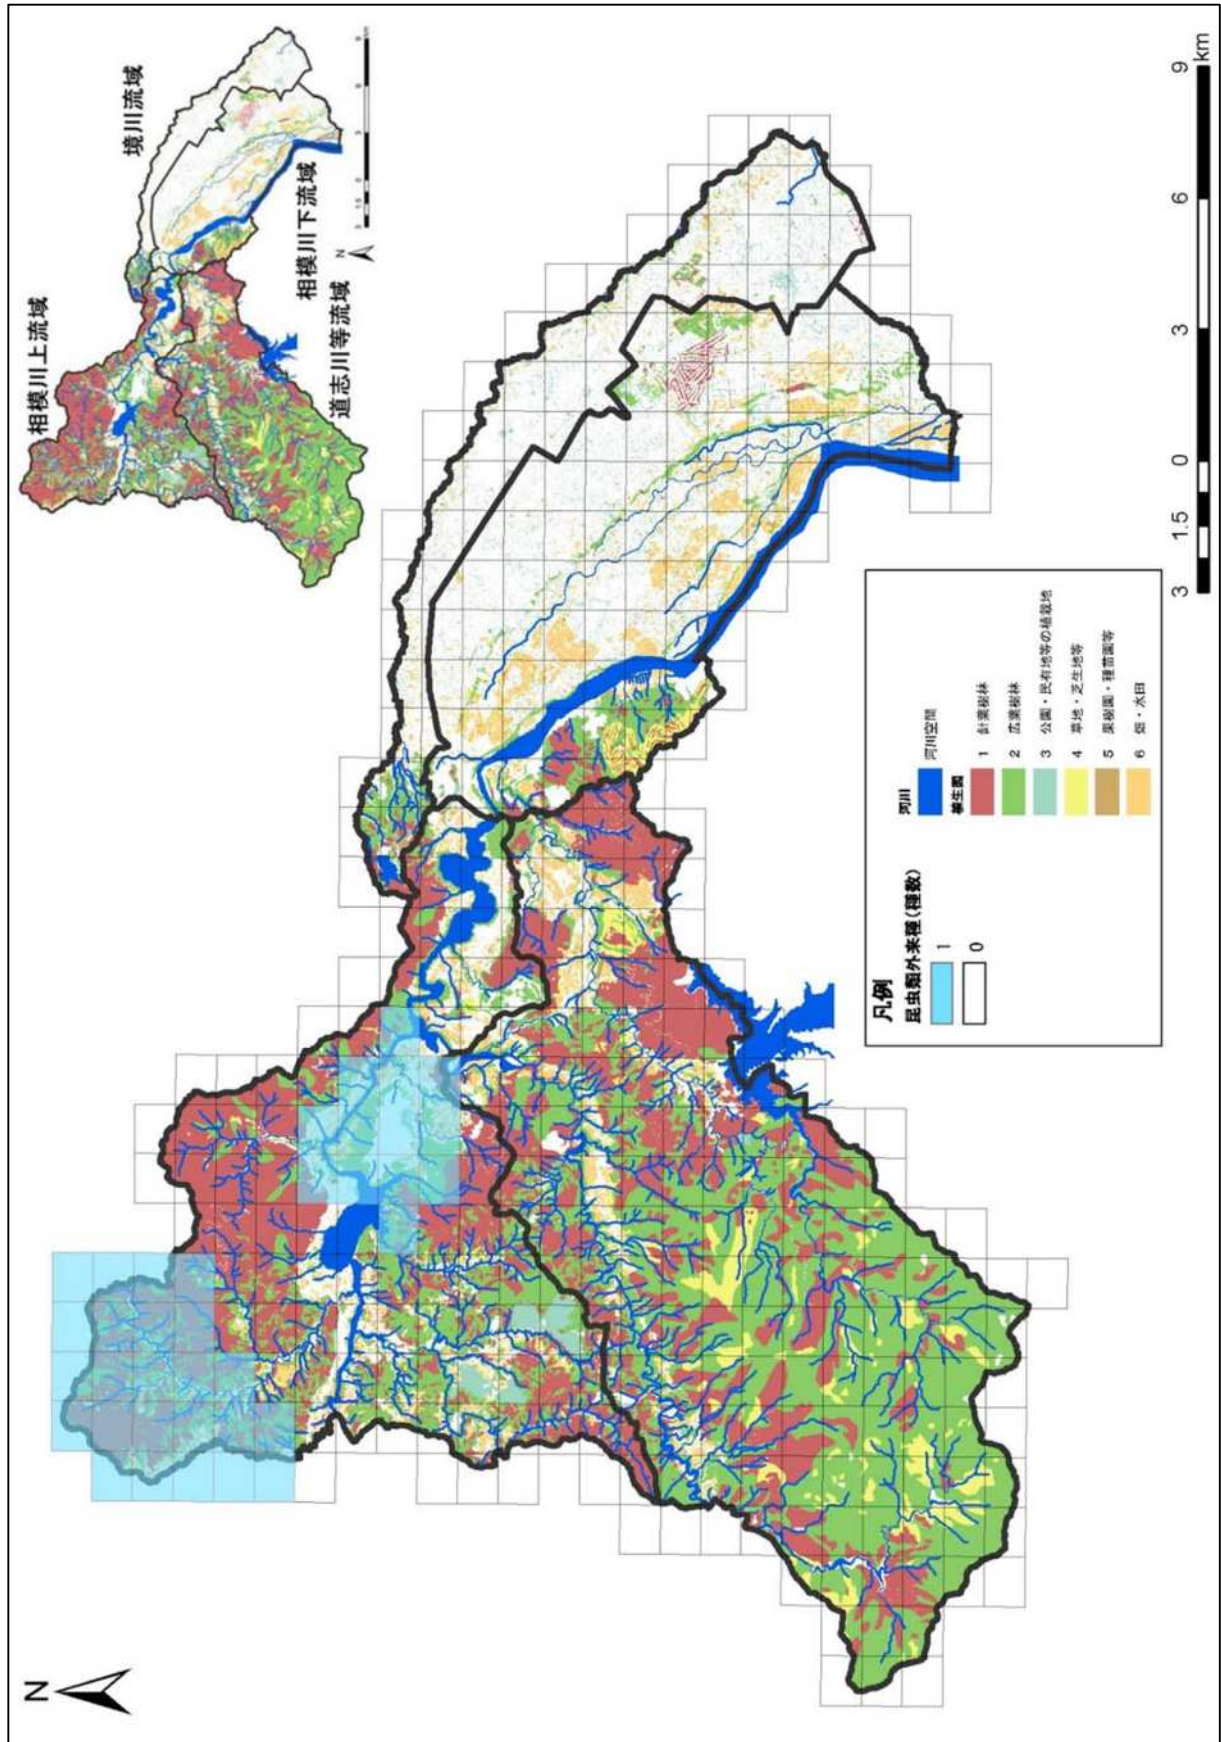 N
相模川上流域
境川流域
相模川下流域
道志川等流域
N
凡例
昆虫類外来種(種数)
1
0
河川
河川空間
植生図
1 針葉樹林
2 広葉樹林
3 公園・民有地等の植栽地
4 草地・芝生地等
5 果樹園・種苗園等
6 畑・水田
3 1.5 0 3 6 9
km